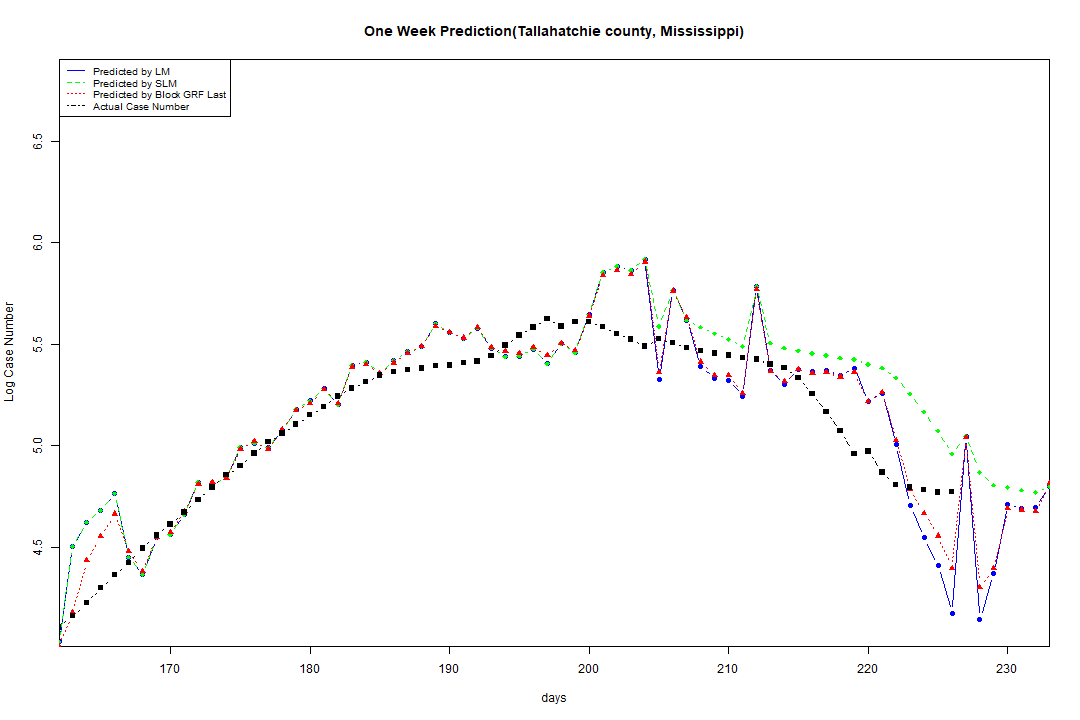 One Week Prediction(Tallahatchie county, Mississippi)
Predicted by LM
Predicted by SLM
Predicted by Block GRF Last
Actual Case Number
6.5
6.0
5.5
5.0
4.5
Log Case Number
170 180 190 200 210 220 230
days